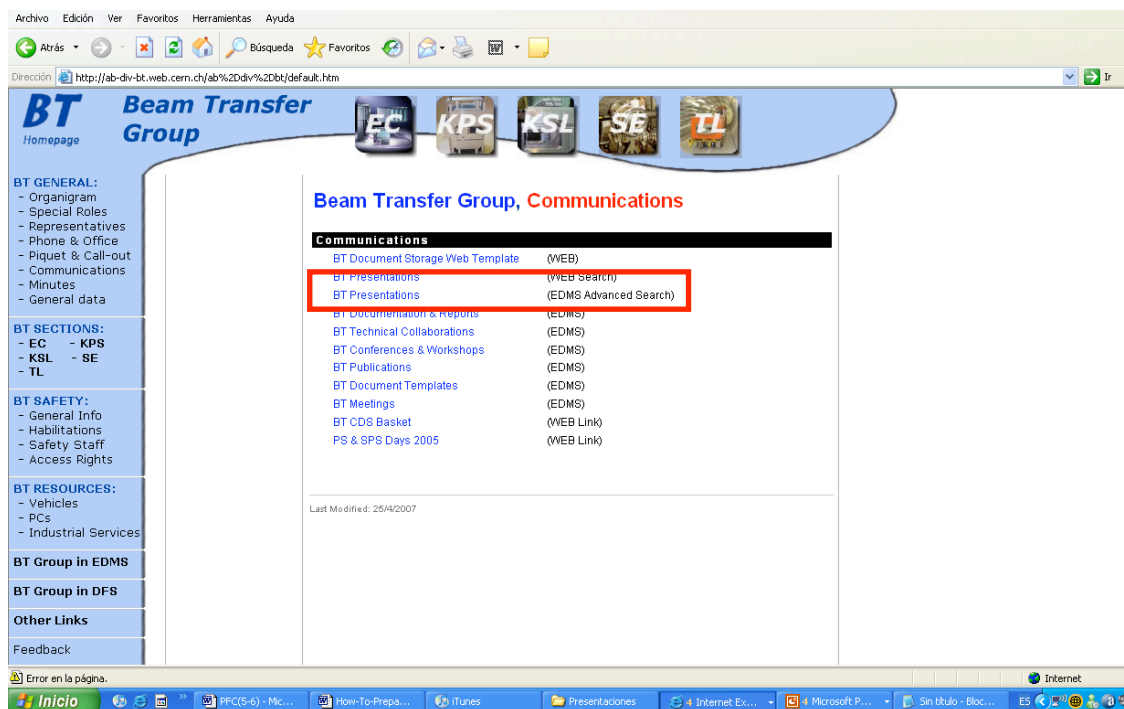 Archivo Edición Ver Favoritos Herramientas Ayuda
Atrás Búsqueda Favoritos
Dirección http://ab-div-bt.web.cern.ch/ab%2Ddiv%2Dbt/default.htm Ir
BT Homepage
Beam Transfer Group
EC KPS KSL SE TL
BT GENERAL:
- Organigram
- Special Roles
- Representatives
- Phone & Office
- Piquet & Call-out
- Communications
- Minutes
- General data
BT SECTIONS:
- EC - KPS
- KSL - SE
- TL
BT SAFETY:
- General Info
- Habilitations
- Safety Staff
- Access Rights
BT RESOURCES:
- Vehicles
- PCs
- Industrial Services
BT Group in EDMS
BT Group in DFS
Other Links
Feedback
Beam Transfer Group, Communications
Communications
BT Document Storage Web Template (WEB)
BT Presentations (WEB Search)
BT Presentations (EDMS Advanced Search)
BT Documentation & Reports (EDMS)
BT Technical Collaborations (EDMS)
BT Conferences & Workshops (EDMS)
BT Publications (EDMS)
BT Document Templates (EDMS)
BT Meetings (EDMS)
BT CDS Basket (WEB Link)
PS & SPS Days 2005 (WEB Link)
Last Modified: 25/4/2007
Error en la página. Internet
Inicio PFC(5-6) - Mic... How-To-Prepa... iTunes Presentaciones 4 Internet Ex... 4 Microsoft P... Sin título - Bloc... ES